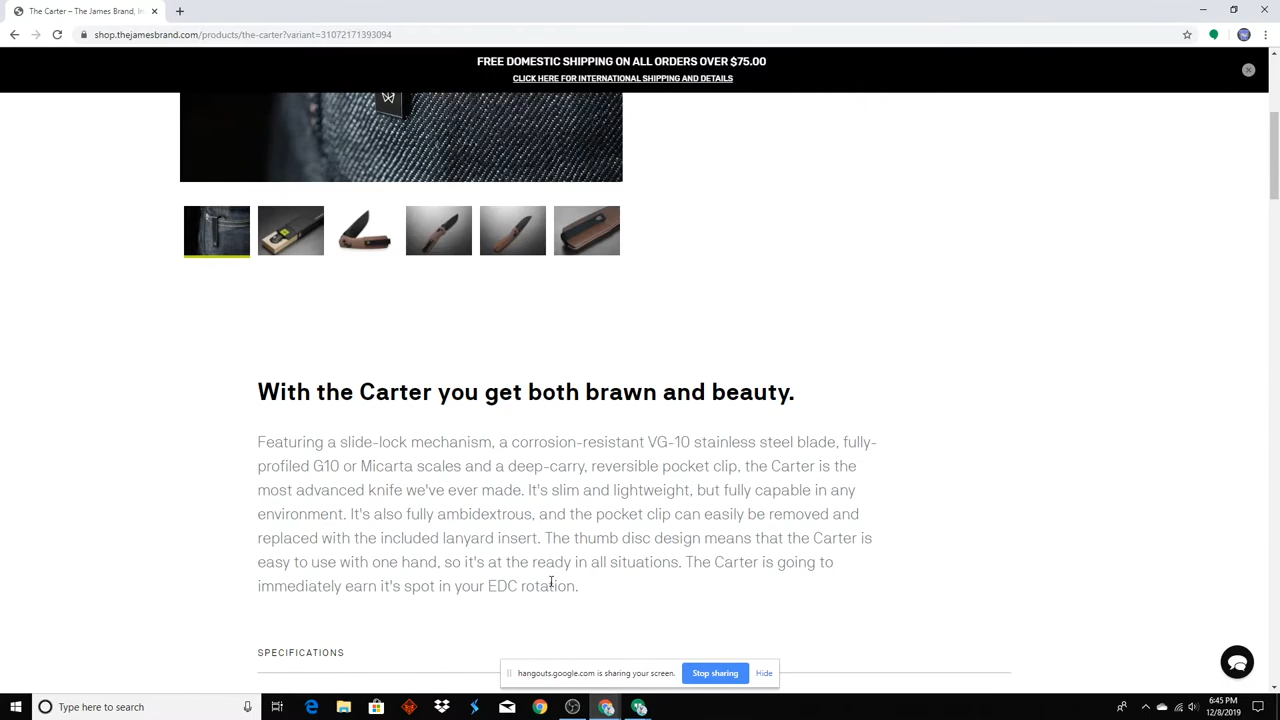 The Carter – The James Brand, In
shop.thejamesbrand.com/products/the-carter?variant=31072171393094
FREE DOMESTIC SHIPPING ON ALL ORDERS OVER $75.00
CLICK HERE FOR INTERNATIONAL SHIPPING AND DETAILS
With the Carter you get both brawn and beauty.
Featuring a slide-lock mechanism, a corrosion-resistant VG-10 stainless steel blade, fully-
profiled G10 or Micarta scales and a deep-carry, reversible pocket clip, the Carter is the
most advanced knife we've ever made. It's slim and lightweight, but fully capable in any
environment. It's also fully ambidextrous, and the pocket clip can easily be removed and
replaced with the included lanyard insert. The thumb disc design means that the Carter is
easy to use with one hand, so it's at the ready in all situations. The Carter is going to
immediately earn it's spot in your EDC rotation.
SPECIFICATIONS
hangouts.google.com is sharing your screen.
Stop sharing
Hide
Type here to search
6:45 PM
12/8/2019